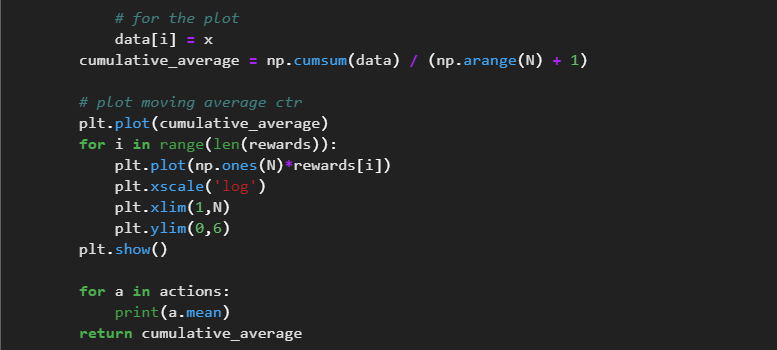 # for the plot
        data[i] = x
    cumulative_average = np.cumsum(data) / (np.arange(N) + 1)

    # plot moving average ctr
    plt.plot(cumulative_average)
    for i in range(len(rewards)):
        plt.plot(np.ones(N)*rewards[i])
        plt.xscale('log')
        plt.xlim(1,N)
        plt.ylim(0,6)
    plt.show()

    for a in actions:
        print(a.mean)
    return cumulative_average